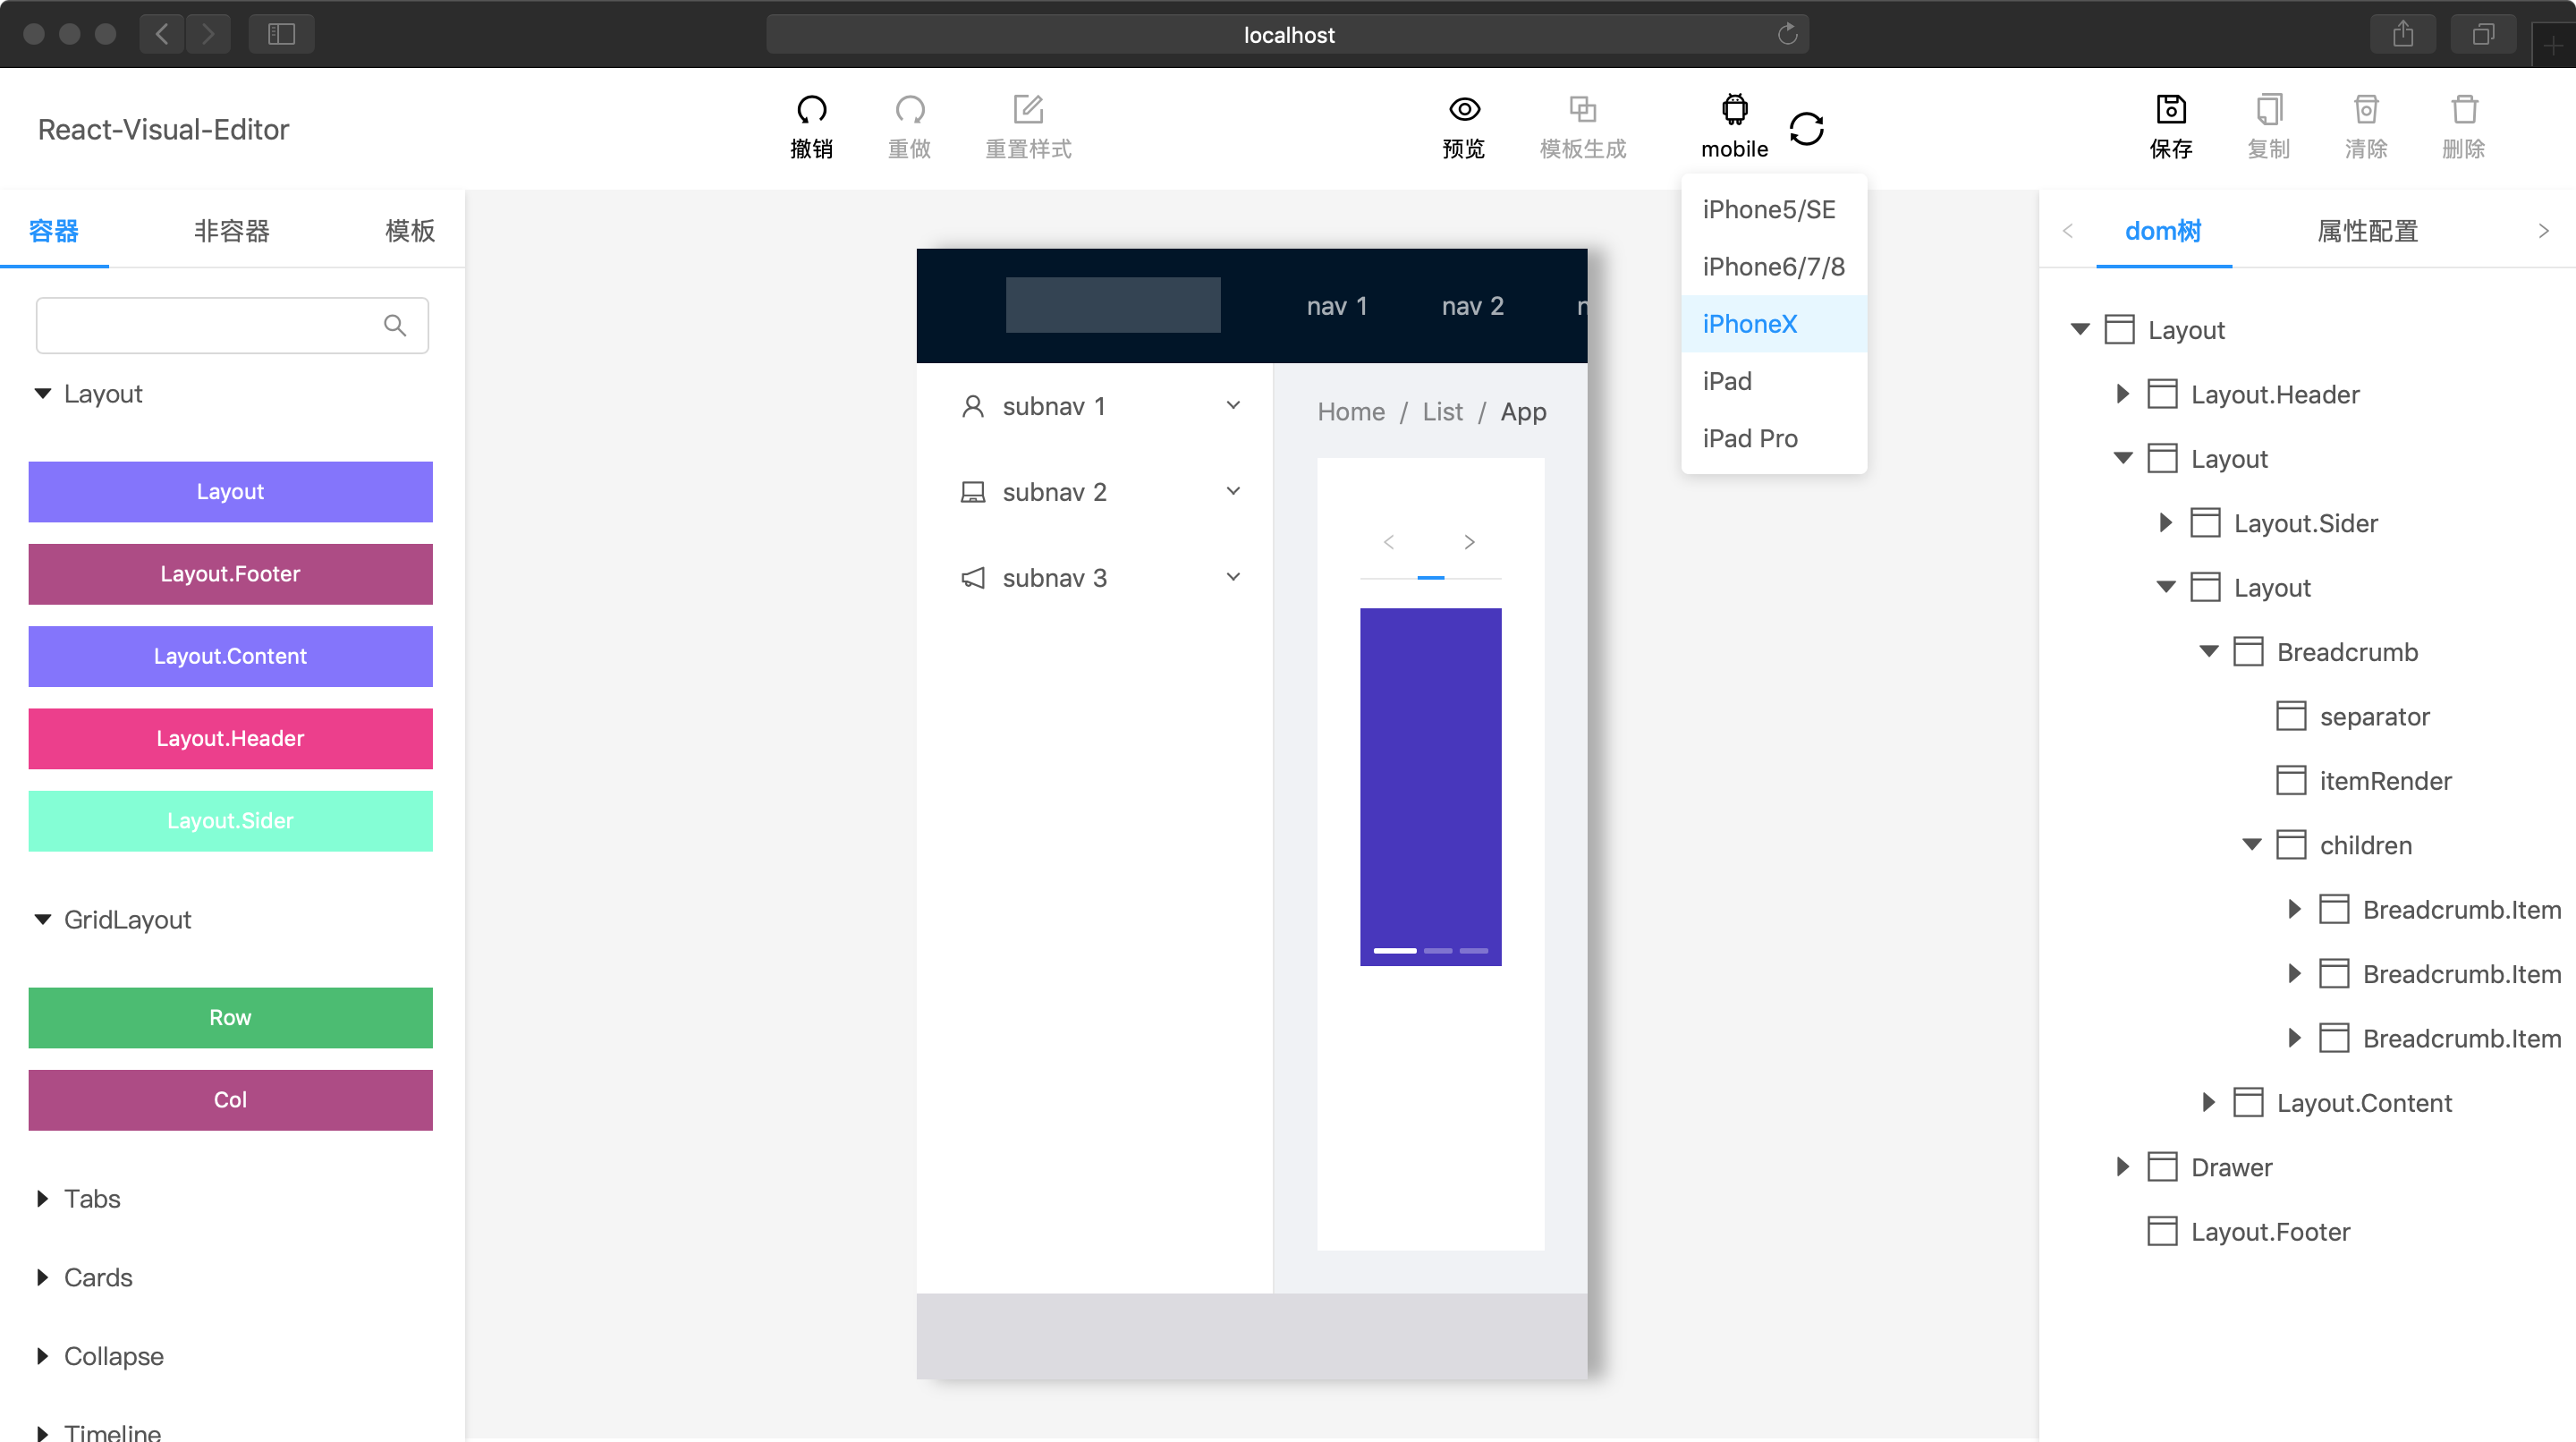 localhost
React-Visual-Editor
撤销
重做
重置样式
预览
模板生成
mobile
保存
复制
清除
删除
iPhone5/SE
iPhone6/7/8
iPhoneX
iPad
iPad Pro
容器 非容器 模板
Layout
Layout
Layout.Footer
Layout.Content
Layout.Header
Layout.Sider
GridLayout
Row
Col
Tabs
Cards
Collapse
Timeline
nav 1 nav 2 n
subnav 1
subnav 2
subnav 3
Home / List / App
dom树 属性配置
Layout
Layout.Header
Layout
Layout.Sider
Layout
Breadcrumb
separator
itemRender
children
Breadcrumb.Item
Breadcrumb.Item
Breadcrumb.Item
Layout.Content
Drawer
Layout.Footer